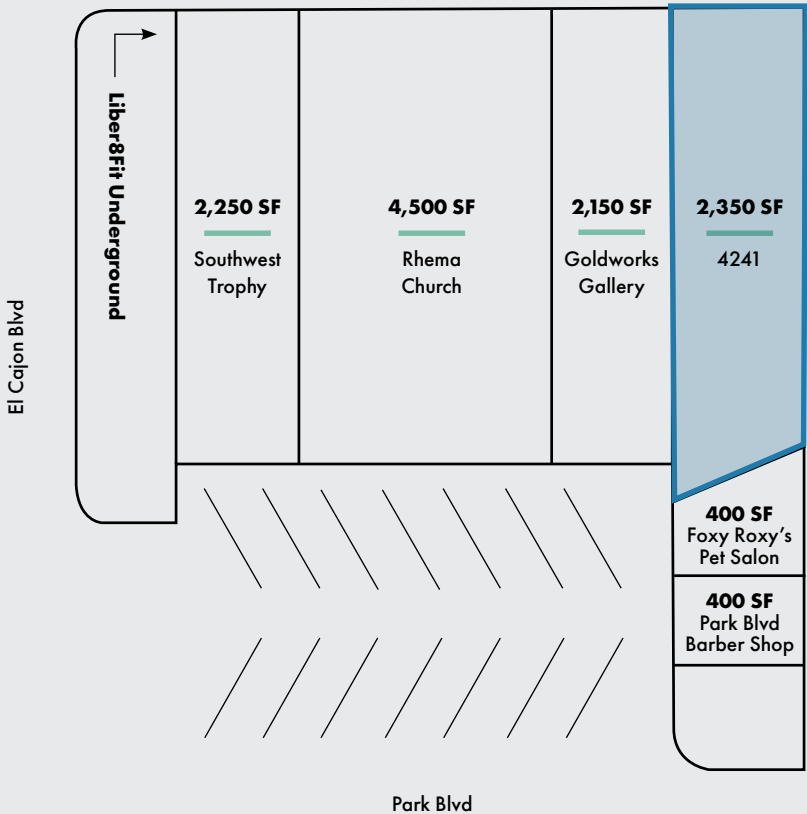 El Cajon Blvd
Liber8Fit Underground
2,250 SF
Southwest
Trophy
4,500 SF
Rhema
Church
2,150 SF
Goldworks
Gallery
2,350 SF
4241
400 SF
Foxy Roxy's
Pet Salon
400 SF
Park Blvd
Barber Shop
Park Blvd